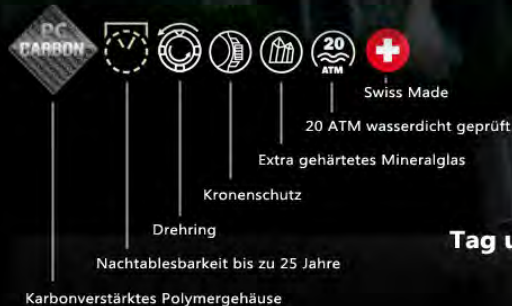 PC
CARBON
20
ATM
Swiss Made
20 ATM wasserdicht geprüft
Extra gehärtetes Mineralglas
Kronenschutz
Drehring
Tag u
Nachtablesbarkeit bis zu 25 Jahre
Karbonverstärktes Polymergehäuse